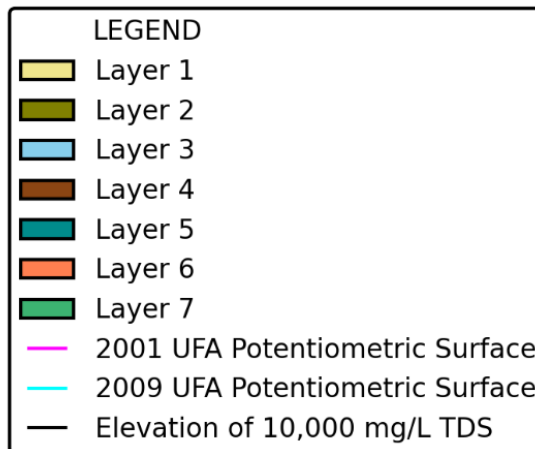 LEGEND
Layer 1
Layer 2
Layer 3
Layer 4
Layer 5
Layer 6
Layer 7
2001 UFA Potentiometric Surface
2009 UFA Potentiometric Surface
Elevation of 10,000 mg/L TDS